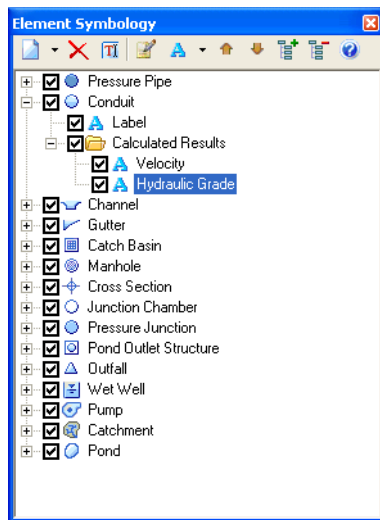 Element Symbology
Pressure Pipe
Conduit
Label
Calculated Results
Velocity
Hydraulic Grade
Channel
Gutter
Catch Basin
Manhole
Cross Section
Junction Chamber
Pressure Junction
Pond Outlet Structure
Outfall
Wet Well
Pump
Catchment
Pond